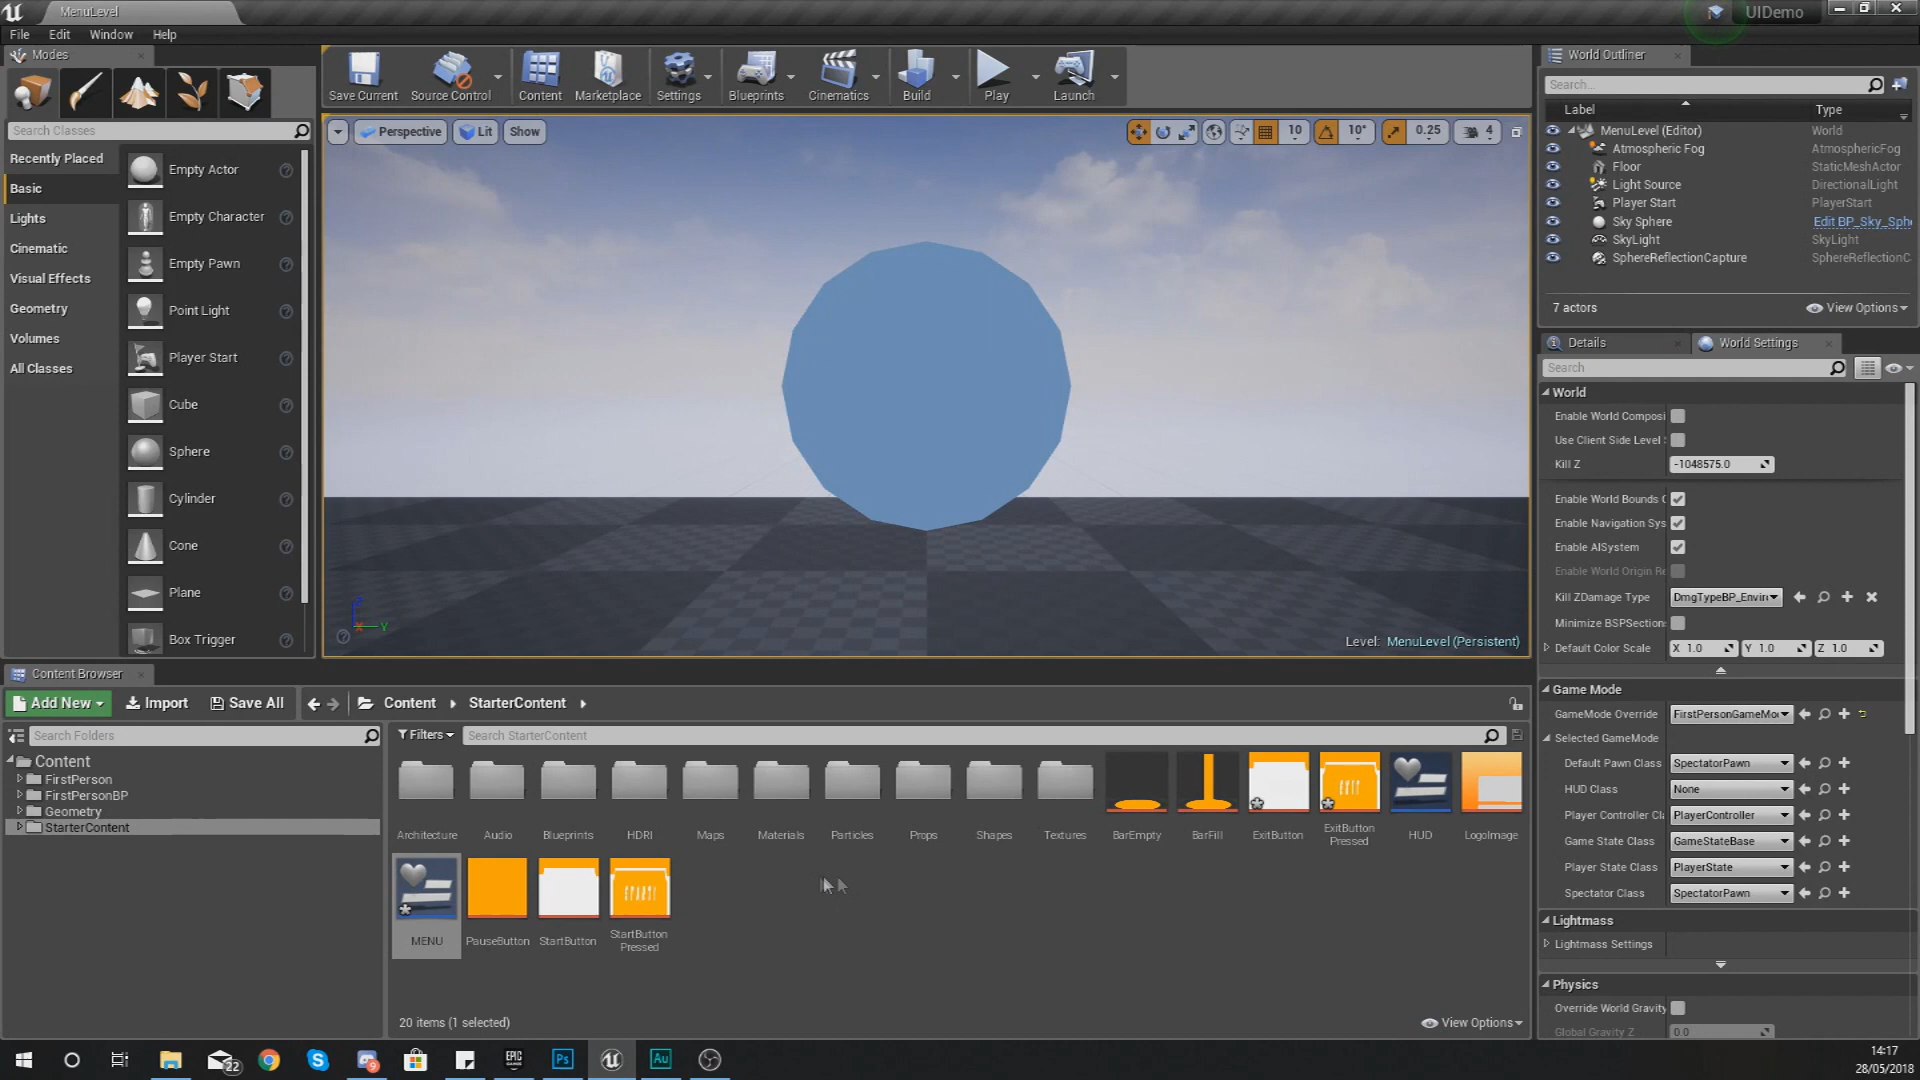 MenuLevel
UIDemo
File Edit Window Help
Modes
Search Classes
Recently Placed
Basic
Lights
Cinematic
Visual Effects
Geometry
Volumes
All Classes
Empty Actor
Empty Character
Empty Pawn
Point Light
Player Start
Cube
Sphere
Cylinder
Cone
Plane
Box Trigger
Save Current Source Control Content Marketplace Settings Blueprints Cinematics Build Play Launch
Perspective Lit Show
10 10° 0.25 4
Z
X Y
Level: MenuLevel (Persistent)
World Outliner
Search...
Label Type
MenuLevel (Editor) World
Atmospheric Fog AtmosphericFog
Floor StaticMeshActor
Light Source DirectionalLight
Player Start PlayerStart
Sky Sphere Edit BP_Sky_Sph
SkyLight SkyLight
SphereReflectionCapture SphereReflectionC
7 actors View Options
Details World Settings
Search
World
Enable World Composi
Use Client Side Level
Kill Z -1048575.0
Enable World Bounds C
Enable Navigation Sys
Enable AISystem
Enable World Origin Re
Kill ZDamage Type DmgTypeBP_Envir
Minimize BSPSection
Default Color Scale X 1.0 Y 1.0 Z 1.0
Game Mode
GameMode Override FirstPersonGameMo
Selected GameMode
Default Pawn Class SpectatorPawn
HUD Class None
Player Controller Cl PlayerController
Game State Class GameStateBase
Player State Class PlayerState
Spectator Class SpectatorPawn
Lightmass
Lightmass Settings
Physics
Override World Gravity
Global Gravity Z 0.0
Content Browser
Add New Import Save All Content StarterContent
Search Folders
Content
FirstPerson
FirstPersonBP
Geometry
StarterContent
Filters Search StarterContent
Architecture Audio Blueprints HDRI Maps Materials Particles Props Shapes Textures BarEmpty BarFill ExitButton ExitButton Pressed HUD LogoImage
EXIT
START!
MENU PauseButton StartButton StartButton Pressed
20 items (1 selected) View Options
22 9 EPIC GAMES Ps Au
14:17
28/05/2018